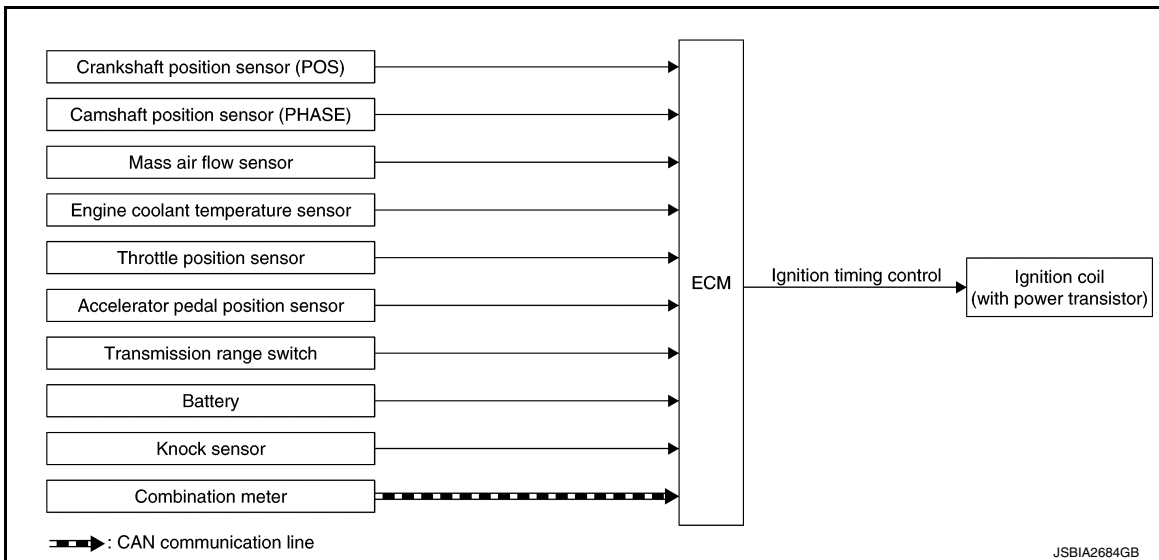 Crankshaft position sensor (POS)
Camshaft position sensor (PHASE)
Mass air flow sensor
Engine coolant temperature sensor
Throttle position sensor
Accelerator pedal position sensor
Transmission range switch
Battery
Knock sensor
Combination meter
ECM
Ignition timing control
Ignition coil
(with power transistor)
: CAN communication line
JSBIA2684GB